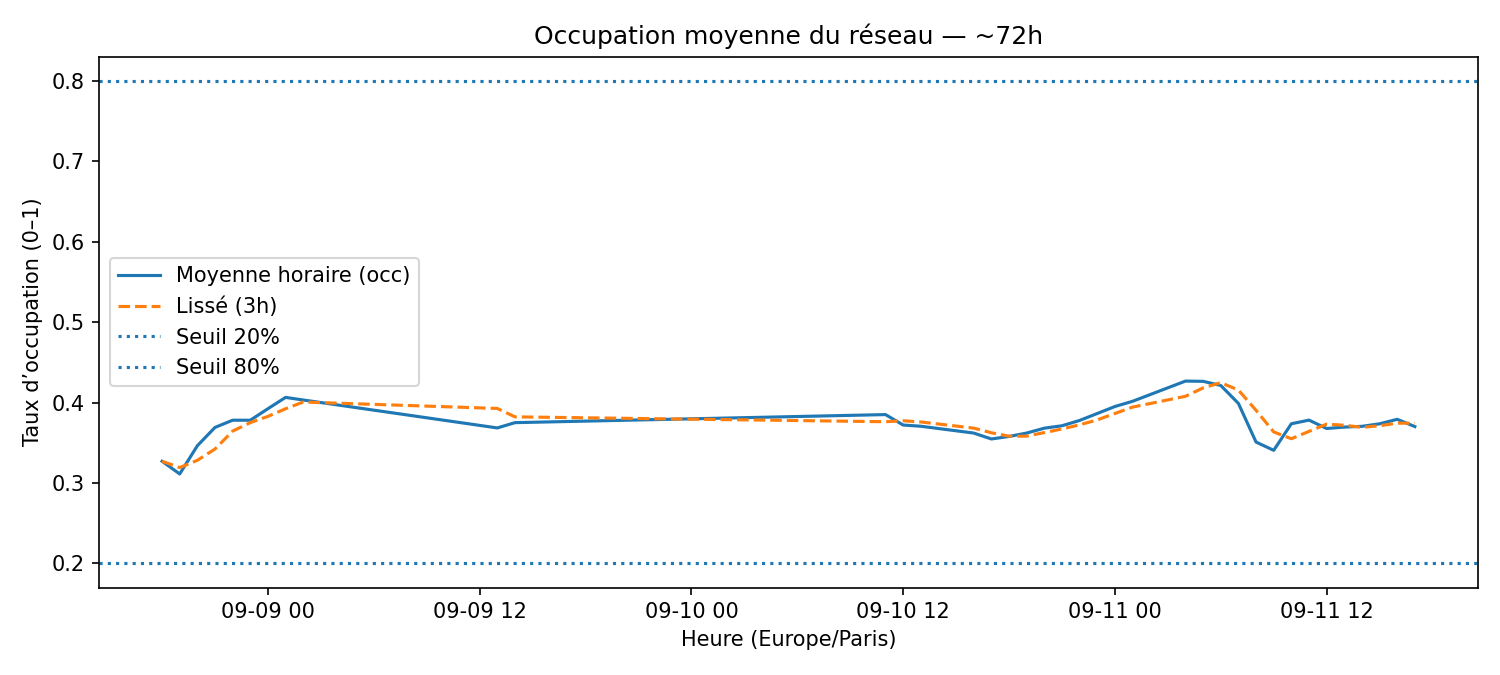 Occupation moyenne du réseau — ~72h
Taux d’occupation (0–1)
0.8
0.7
0.6
0.5
0.4
0.3
0.2
Moyenne horaire (occ)
Lissé (3h)
Seuil 20%
Seuil 80%
09-09 00
09-09 12
09-10 00
09-10 12
09-11 00
09-11 12
Heure (Europe/Paris)